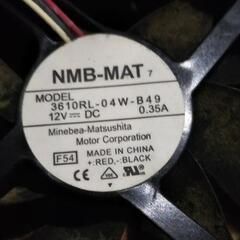 NMB-MAT 7
MODEL
3610RL-04W-B49
12V ⎓ DC 0.35A
Minebea-Matsushita
Motor Corporation
F54 MADE IN CHINA
+:RED,-:BLACK
CE